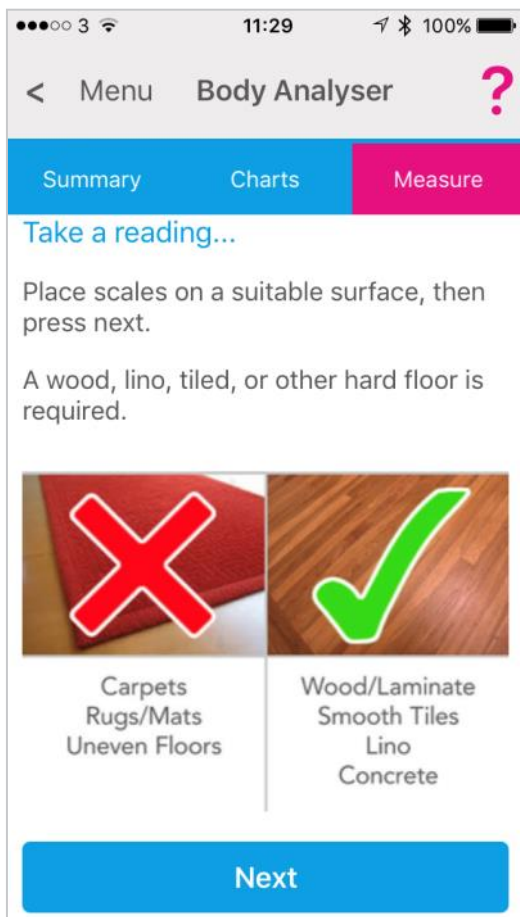 3 11:29 100%
< Menu Body Analyser ?
Summary Charts Measure
Take a reading...
Place scales on a suitable surface, then
press next.
A wood, lino, tiled, or other hard floor is
required.
Carpets
Rugs/Mats
Uneven Floors
Wood/Laminate
Smooth Tiles
Lino
Concrete
Next